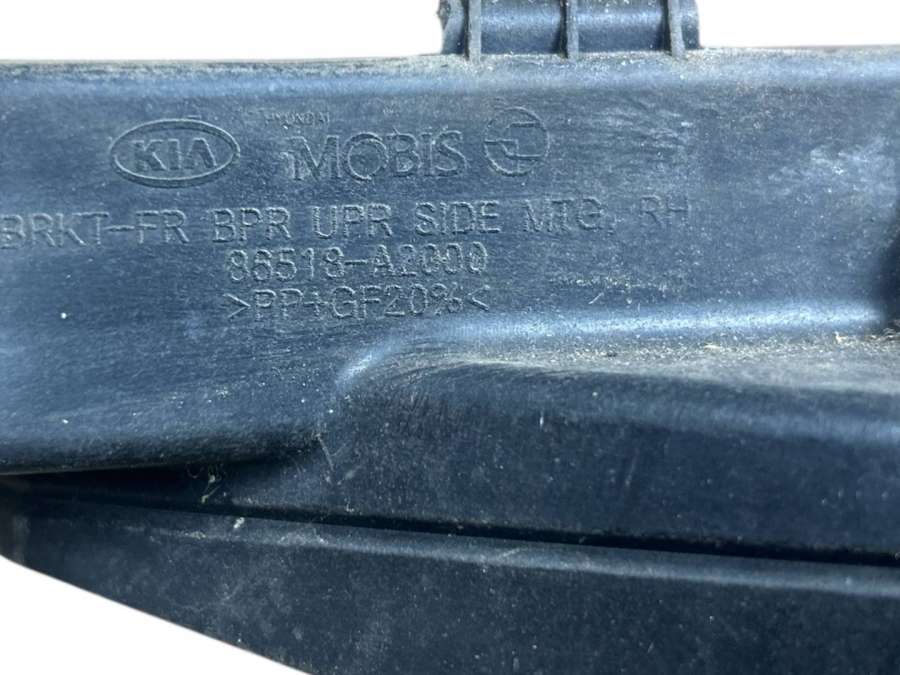 KIA HYUNDAI MOBIS
BRKT-FR BPR UPR SIDE MTG, RH
86518-A2000
>PP+GF20%<